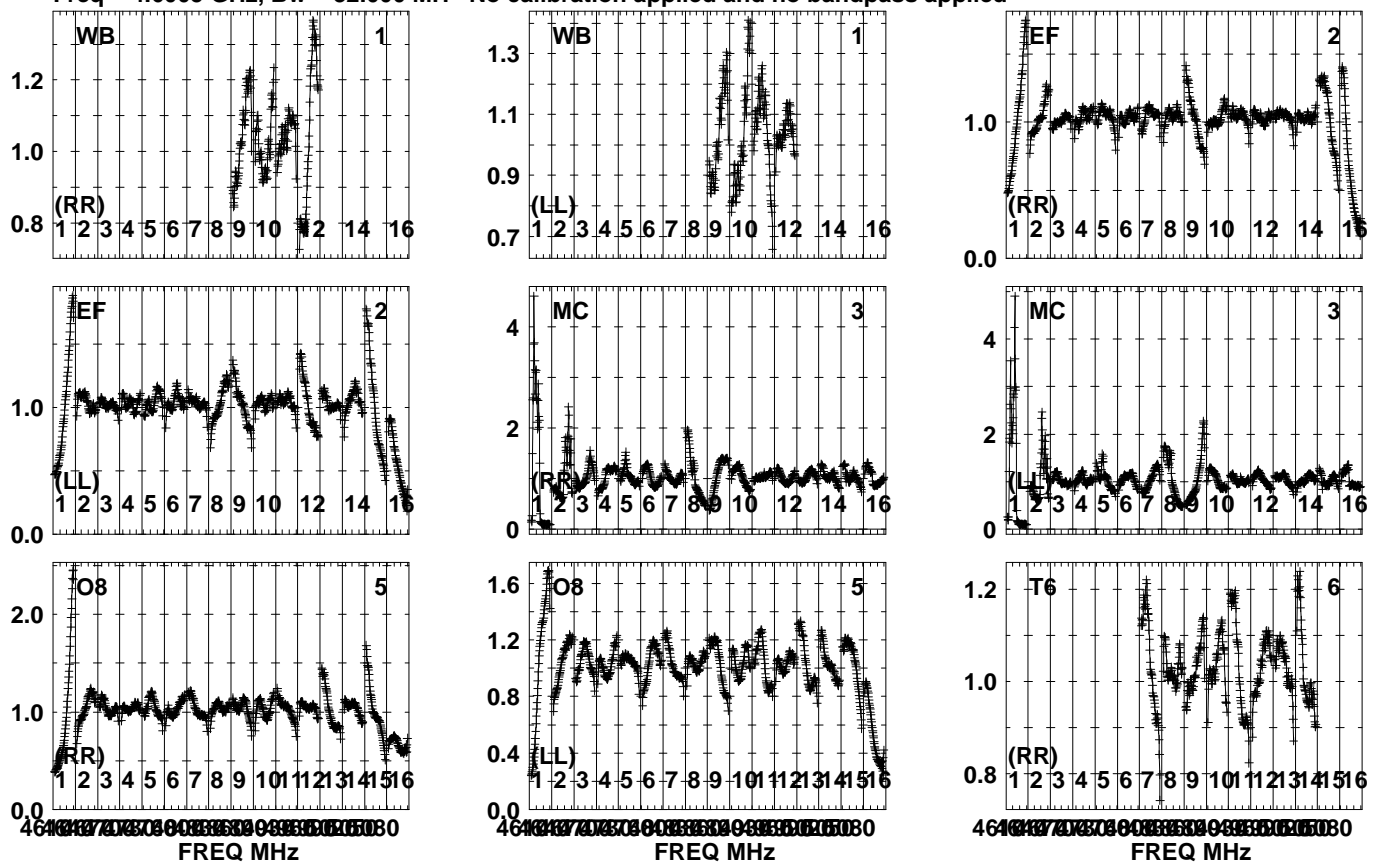 WB 1
1.2
1.0
0.8
(RR)
1 2 3 4 5 6 7 8 9 10 12 14 16
WB 1
1.3
1.1
0.9
0.7
(LL)
1 2 3 4 5 6 7 8 9 10 12 14 16
EF 2
1.0
0.0
(RR)
1 2 3 4 5 6 7 8 9 10 12 14 16
EF 2
1.0
0.0
(LL)
1 2 3 4 5 6 7 8 9 10 12 14 16
MC 3
4
2
0
(RR)
1 2 3 4 5 6 7 8 9 10 12 14 16
MC 3
4
2
0
(LL
1 2 3 4 5 6 7 8 9 10 12 14 16
O8 5
2.0
1.0
0.0
(RR)
1 2 3 4 5 6 7 8 9 10 11 12 13 14 15 16
O8 5
1.6
1.2
0.8
0.4
0.0
(LL)
1 2 3 4 5 6 7 8 9 10 11 12 13 14 15 16
T6 6
1.2
1.0
0.8
(RR)
1 2 3 4 5 6 7 8 9 10 11 12 13 14 15 16
FREQ MHz
FREQ MHz
FREQ MHz